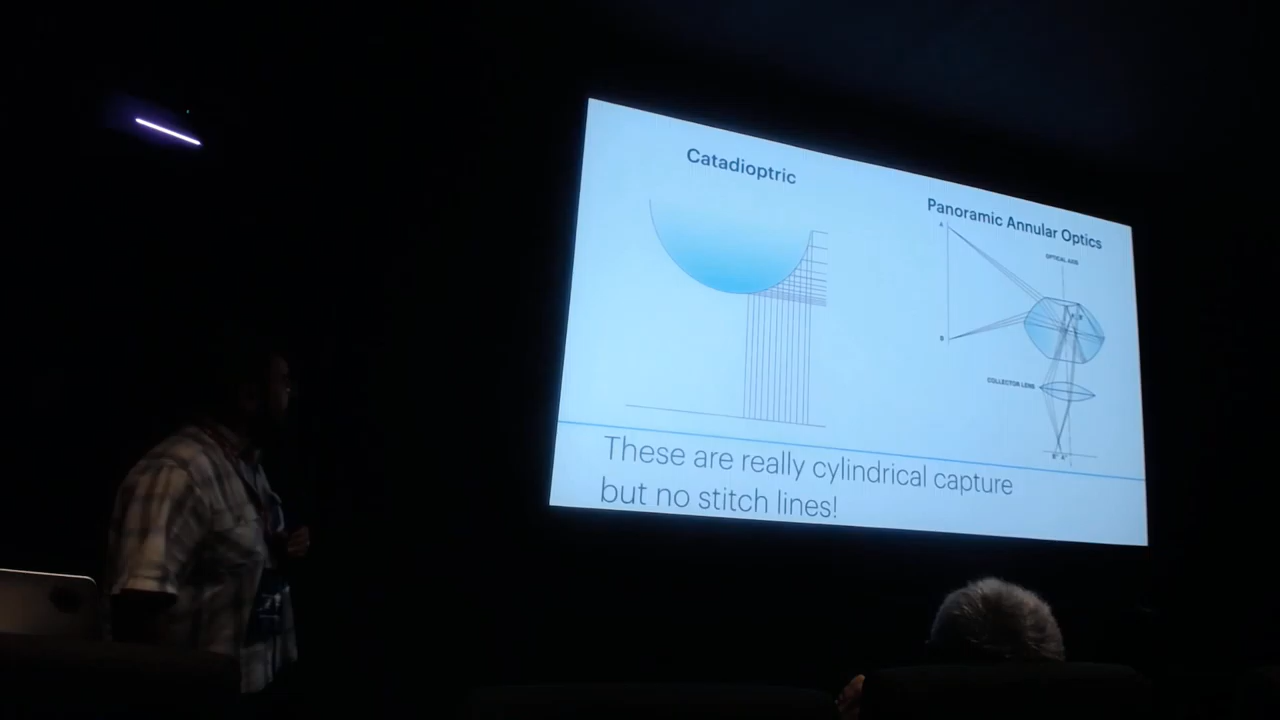 Catadioptric
Panoramic Annular Optics
A
OPTICAL AXIS
B
COLLECTOR LENS
These are really cylindrical capture
but no stitch lines!